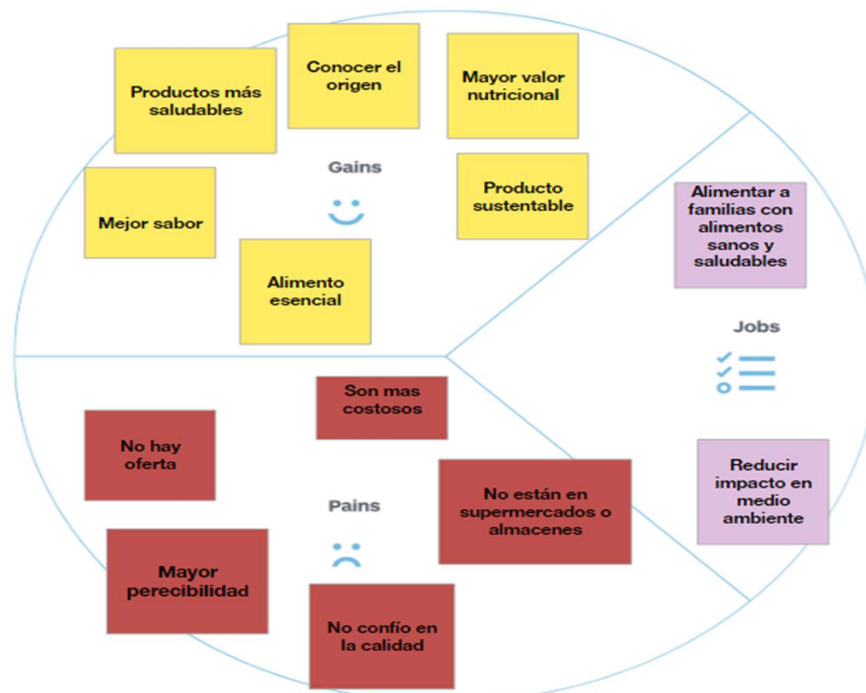 Productos más
saludables
Conocer el
origen
Mayor valor
nutricional
Gains
Mejor sabor
Producto
sustentable
Alimento
esencial
Alimentar a
familias con
alimentos
sanos y
saludables
Jobs
Reducir
impacto en
medio
ambiente
Son mas
costosos
No hay
oferta
No están en
supermercados o
almacenes
Pains
Mayor
perecibilidad
No confío en
la calidad